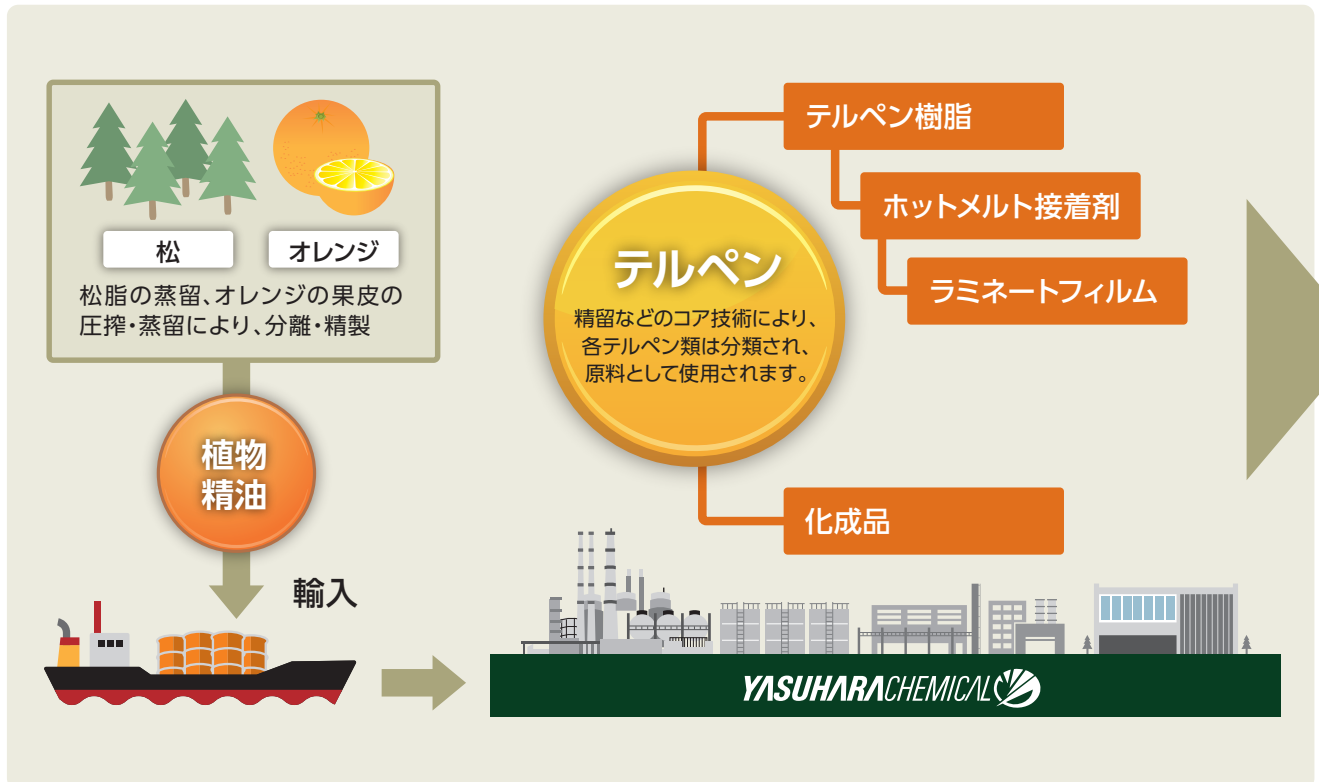 松
オレンジ
松脂の蒸留、オレンジの果皮の
圧搾・蒸留により、分離・精製
植物
精油
輸入
テルペン
精留などのコア技術により、
各テルペン類は分類され、
原料として使用されます。
テルペン樹脂
ホットメルト接着剤
ラミネートフィルム
化成品
YASUHARACHEMICAL